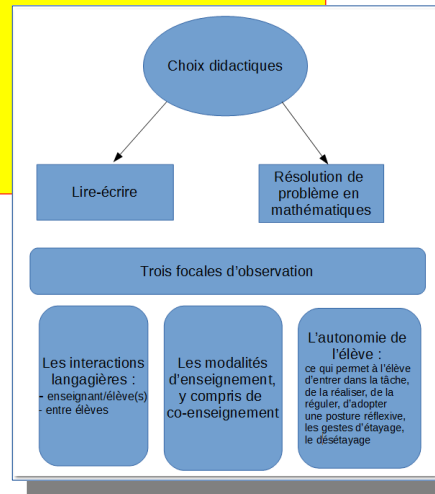 Choix didactiques
Lire-écrire
Résolution de
problème en
mathématiques
Trois focales d'observation
Les interactions
langagières :
- enseignant/élève(s)
- entre élèves
Les modalités
d'enseignement,
y compris de
co-enseignement
L'autonomie de
l'élève :
ce qui permet à l'élève
d'entrer dans la tâche,
de la réaliser, de la
réguler, d'adopter
une posture réflexive,
les gestes d'étayage,
le désétayage